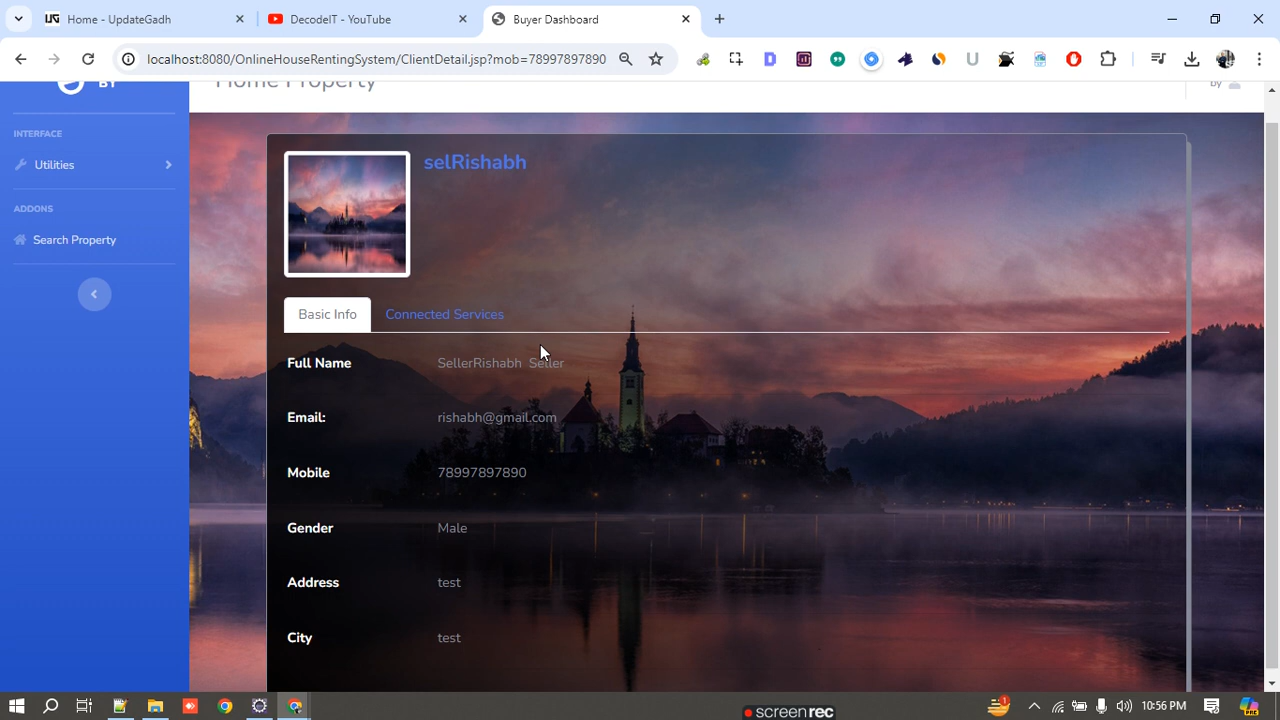 Home - UpdateGadh
DecodeIT - YouTube
Buyer Dashboard
localhost:8080/OnlineHouseRentingSystem/ClientDetail.jsp?mob=78997897890
BY
Home Property
by
INTERFACE
Utilities
ADDONS
Search Property
selRishabh
Basic Info
Connected Services
Full Name SellerRishabh Seller
Email: rishabh@gmail.com
Mobile 78997897890
Gender Male
Address test
City test
10:56 PM
screenrec